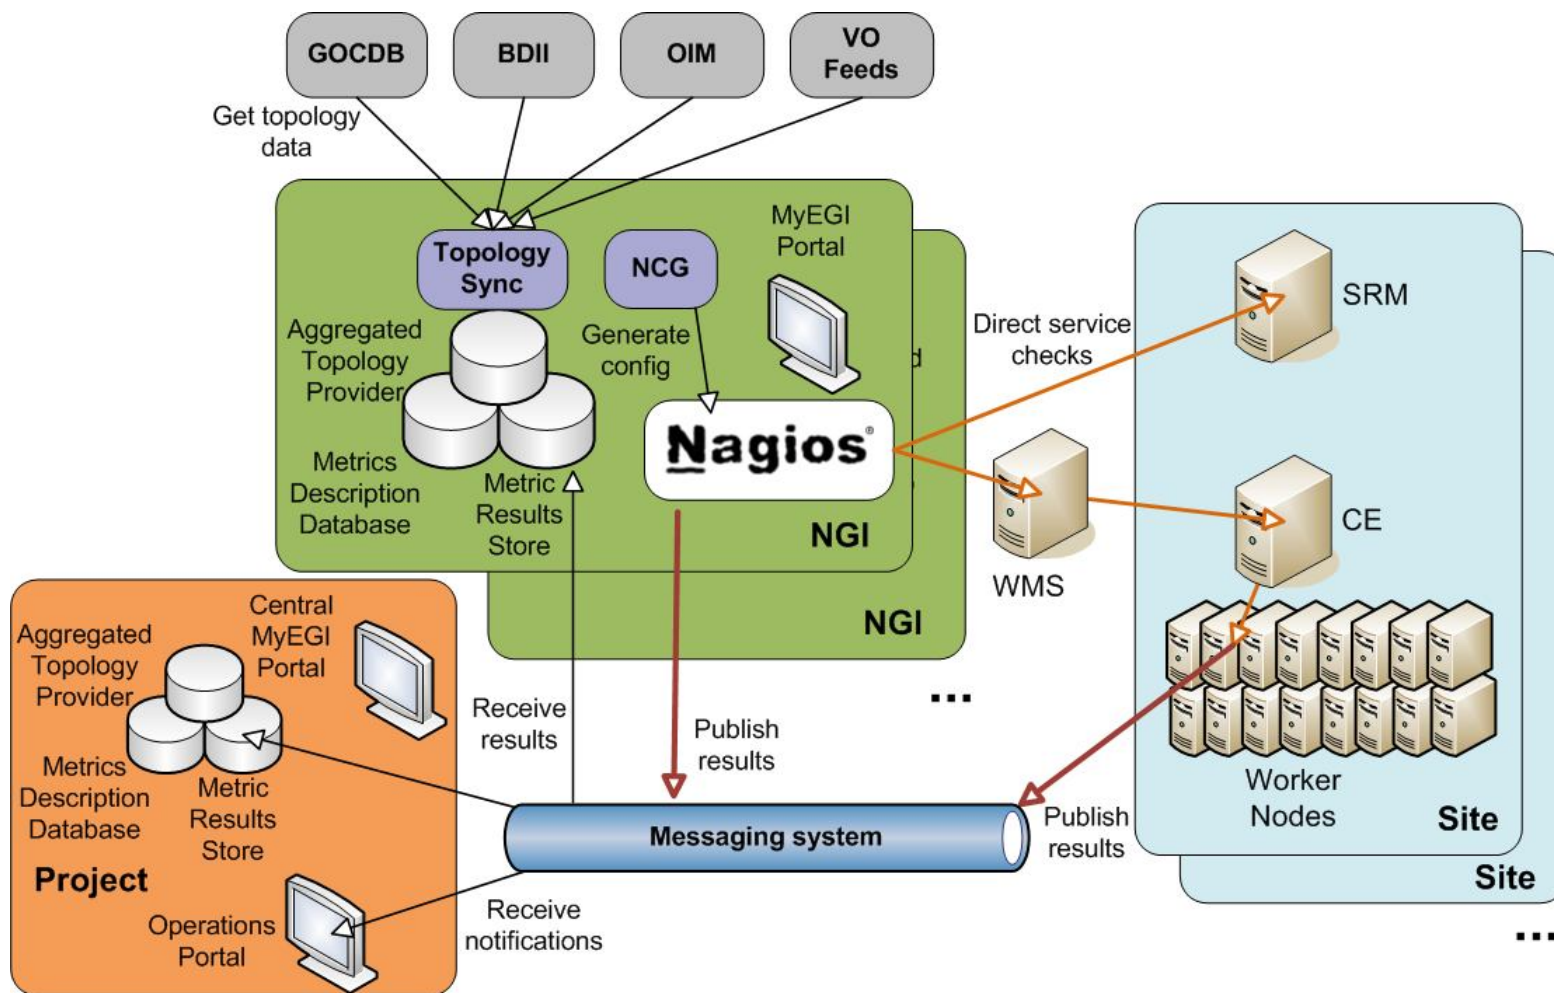 GOCDB
BDII
OIM
VO
Feeds
Get topology
data
Topology
Sync
NCG
MyEGI
Portal
Aggregated
Topology
Provider
Generate
config
d
Nagios®
Metrics
Description
Database
Metric
Results
Store
NGI
NGI
Direct service
checks
SRM
WMS
CE
Worker
Nodes
Site
Site
...
...
Central
MyEGI
Portal
Aggregated
Topology
Provider
Metrics
Description
Database
Metric
Results
Store
Project
Operations
Portal
Receive
results
Publish
results
Messaging system
Publish
results
Receive
notifications